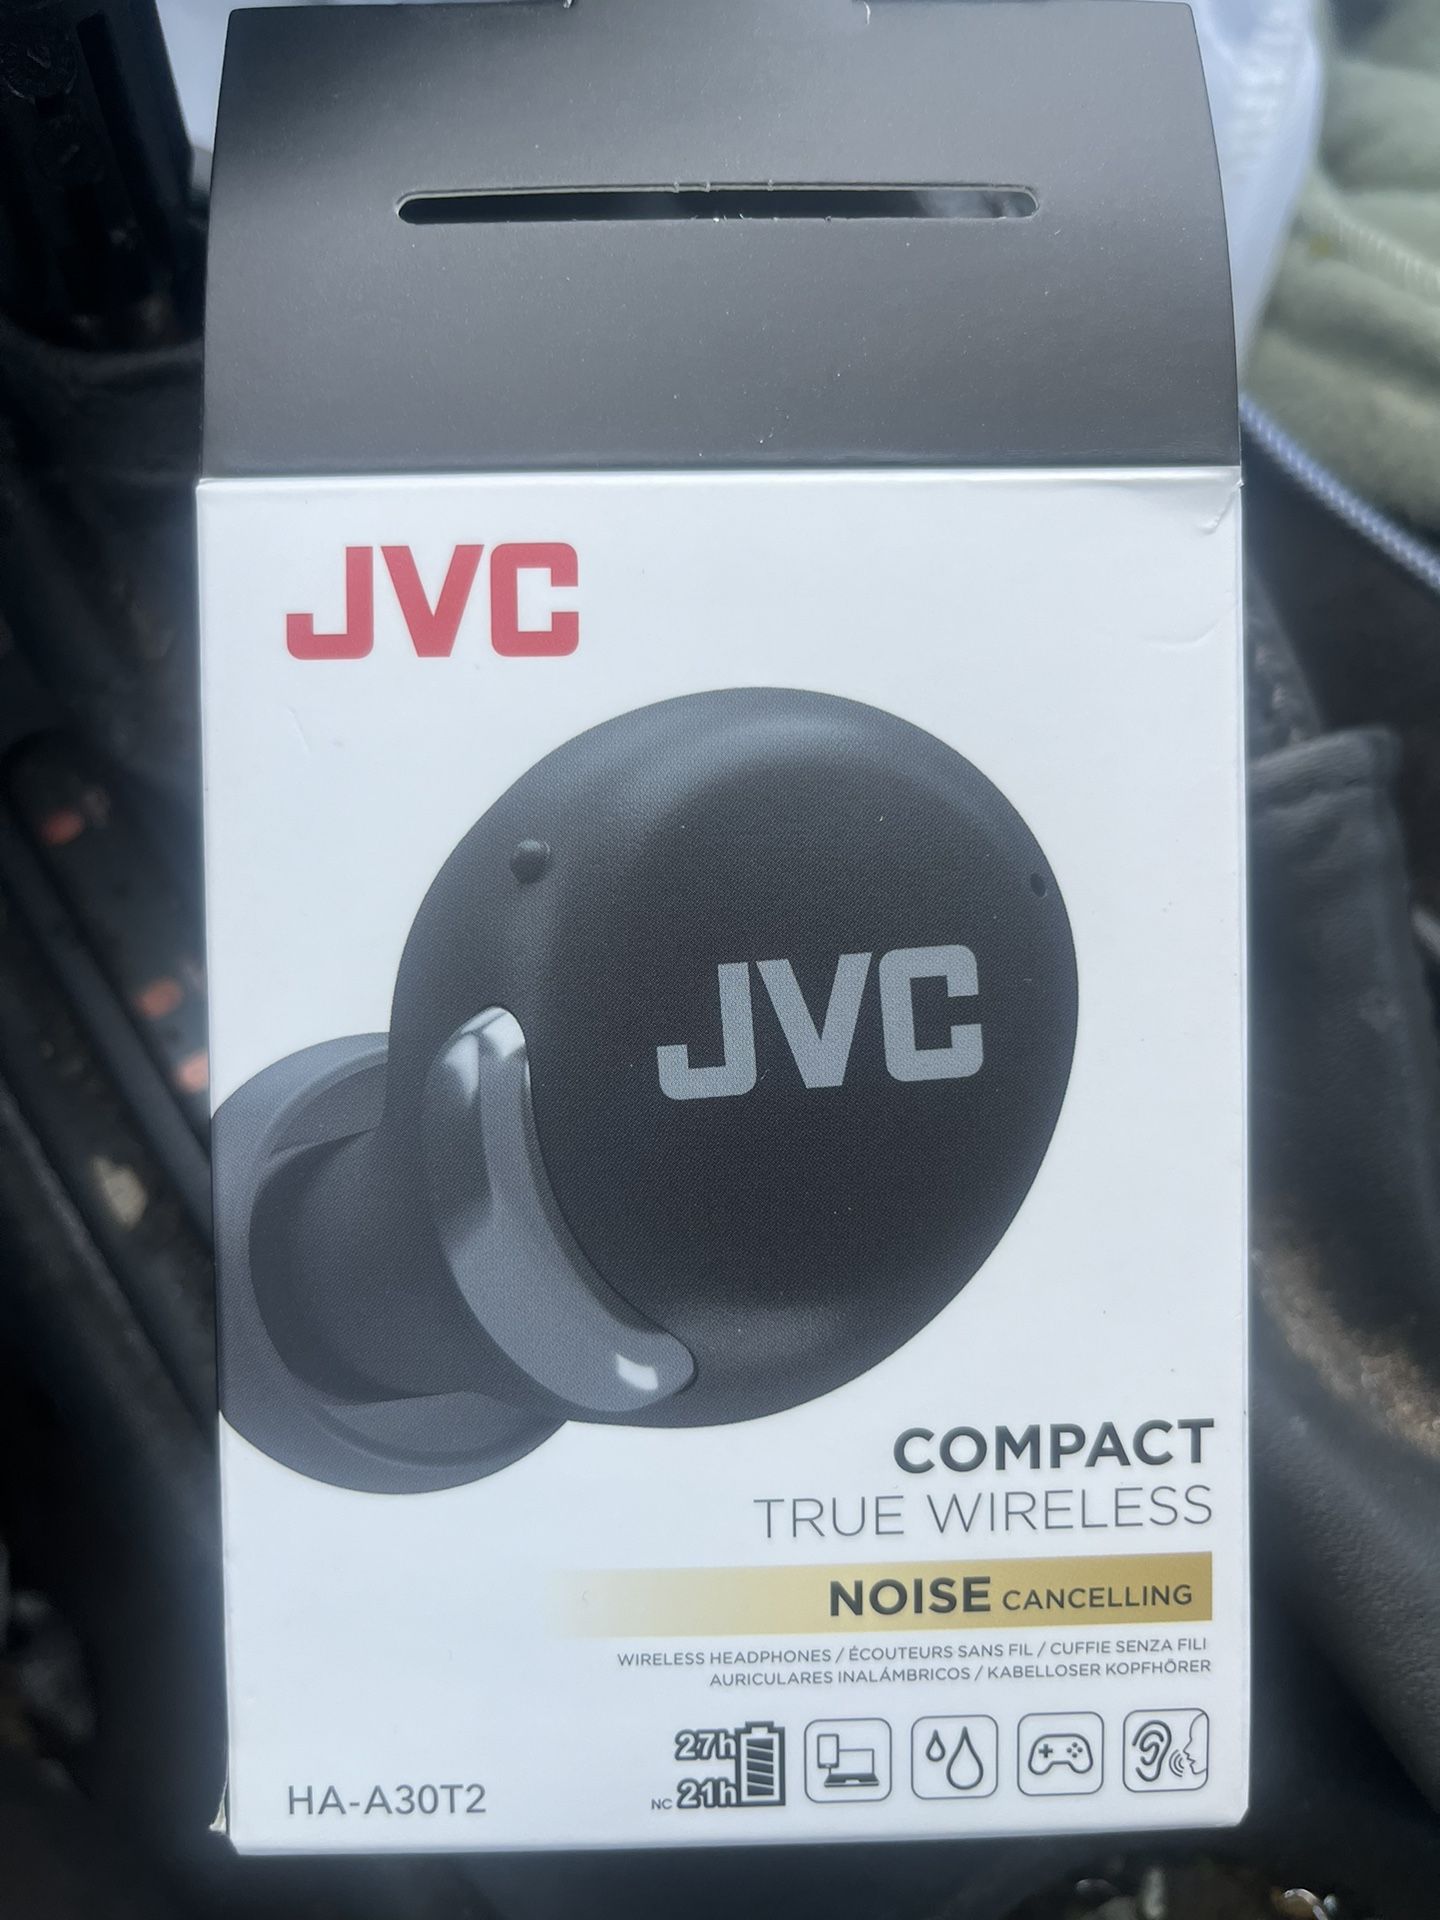 JVC
JVC
COMPACT
TRUE WIRELESS
NOISE CANCELLING
WIRELESS HEADPHONES / ÉCOUTEURS SANS FIL / CUFFIE SENZA FILI
AURICULARES INALÁMBRICOS / KABELLOSER KOPFHÖRER
27h
NC 21h
HA-A30T2